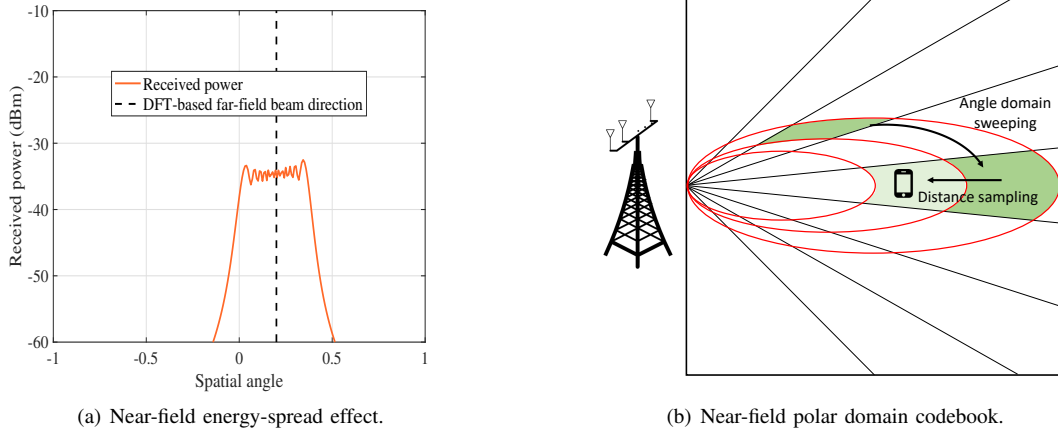 -10
-20
-30
-40
-50
-60
Received power (dBm)
Received power
DFT-based far-field beam direction
-1
-0.5
0
0.5
1
Spatial angle
(a) Near-field energy-spread effect.
Angle domain
sweeping
Distance sampling
(b) Near-field polar domain codebook.